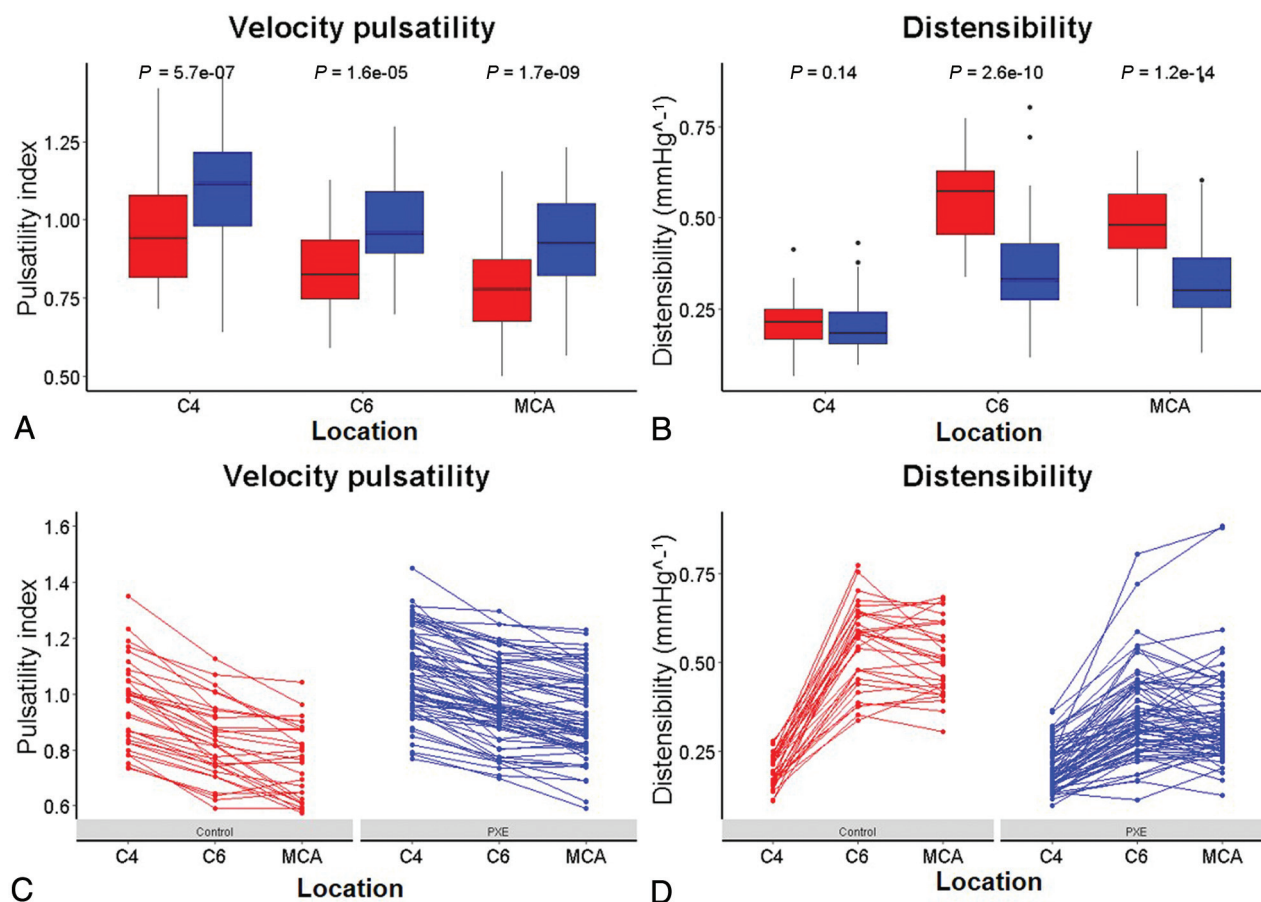 Velocity pulsatility
P = 5.7e-07 P = 1.6e-05 P = 1.7e-09
Pulsatility index
1.25
1.00
0.75
0.50
C4 C6 MCA
Location
A
Distensibility
P = 0.14 P = 2.6e-10 P = 1.2e-14
Distensibility (mmHg^-1)
0.75
0.50
0.25
C4 C6 MCA
Location
B
Velocity pulsatility
Pulsatility index
1.6
1.4
1.2
1.0
0.8
0.6
Control PXE
C4 C6 MCA C4 C6 MCA
Location
C
Distensibility
Distensibility (mmHg^-1)
0.75
0.50
0.25
Control PXE
C4 C6 MCA C4 C6 MCA
Location
D